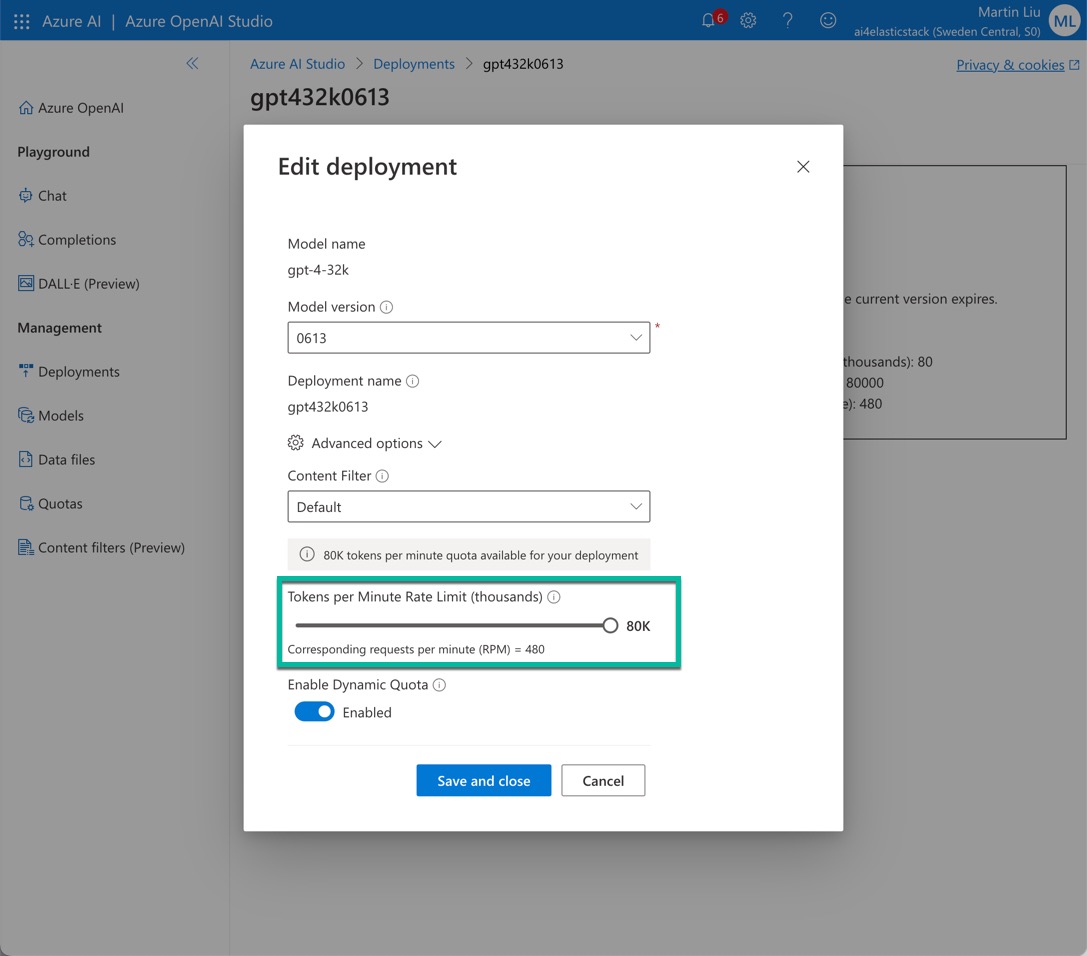 Azure AI | Azure OpenAI Studio
6
Martin Liu
ai4elasticstack (Sweden Central, S0)
ML
Azure AI Studio > Deployments > gpt432k0613
Privacy & cookies
gpt432k0613
Azure OpenAI
Playground
Chat
Completions
DALL·E (Preview)
Management
Deployments
Models
Data files
Quotas
Content filters (Preview)
Edit deployment
Model name
gpt-4-32k
Model version
0613
*
Deployment name
gpt432k0613
Advanced options
Content Filter
Default
80K tokens per minute quota available for your deployment
Tokens per Minute Rate Limit (thousands)
80K
Corresponding requests per minute (RPM) = 480
Enable Dynamic Quota
Enabled
Save and close
Cancel
current version expires.
thousands): 80
80000
): 480